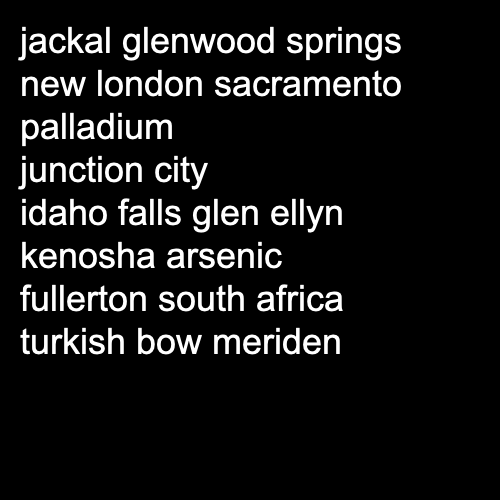 jackal glenwood springs
new london sacramento
palladium
junction city
idaho falls glen ellyn
kenosha arsenic
fullerton south africa
turkish bow meriden